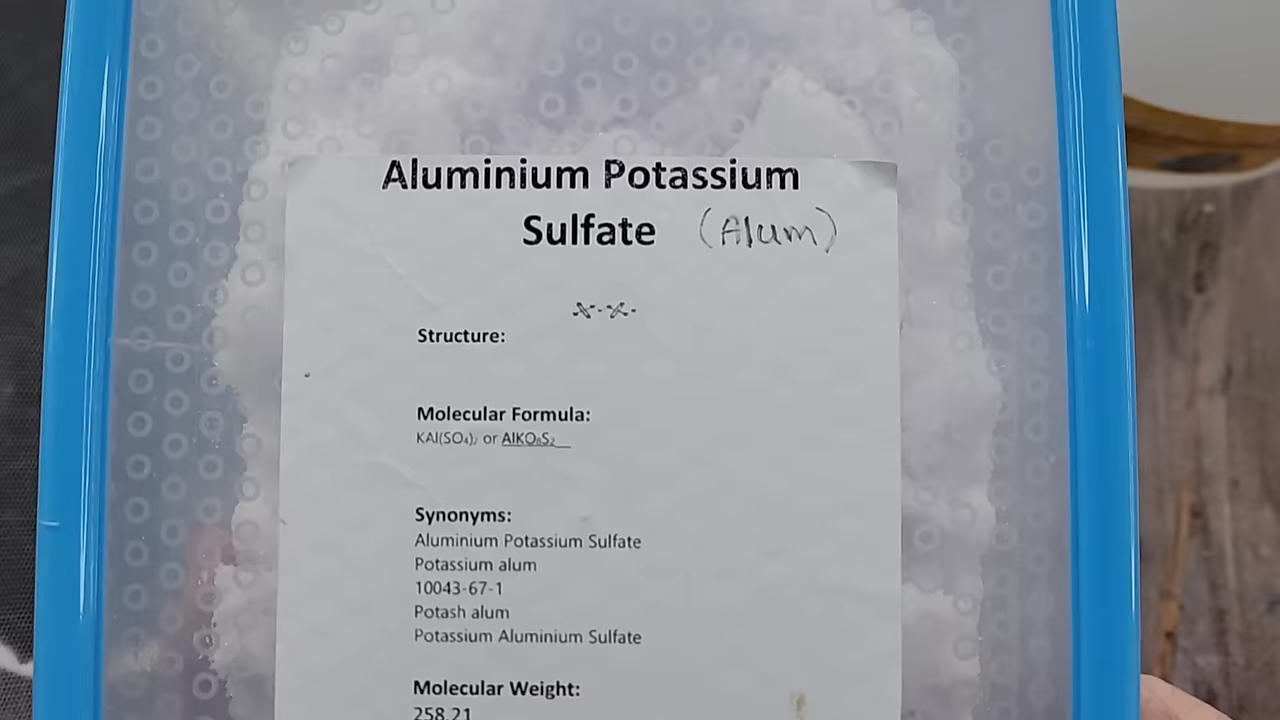 Aluminium Potassium
Sulfate (Alum)
Structure:
Molecular Formula:
KAl(SO₄)₂ or AlKO₈S₂
Synonyms:
Aluminium Potassium Sulfate
Potassium alum
10043-67-1
Potash alum
Potassium Aluminium Sulfate
Molecular Weight:
258.21